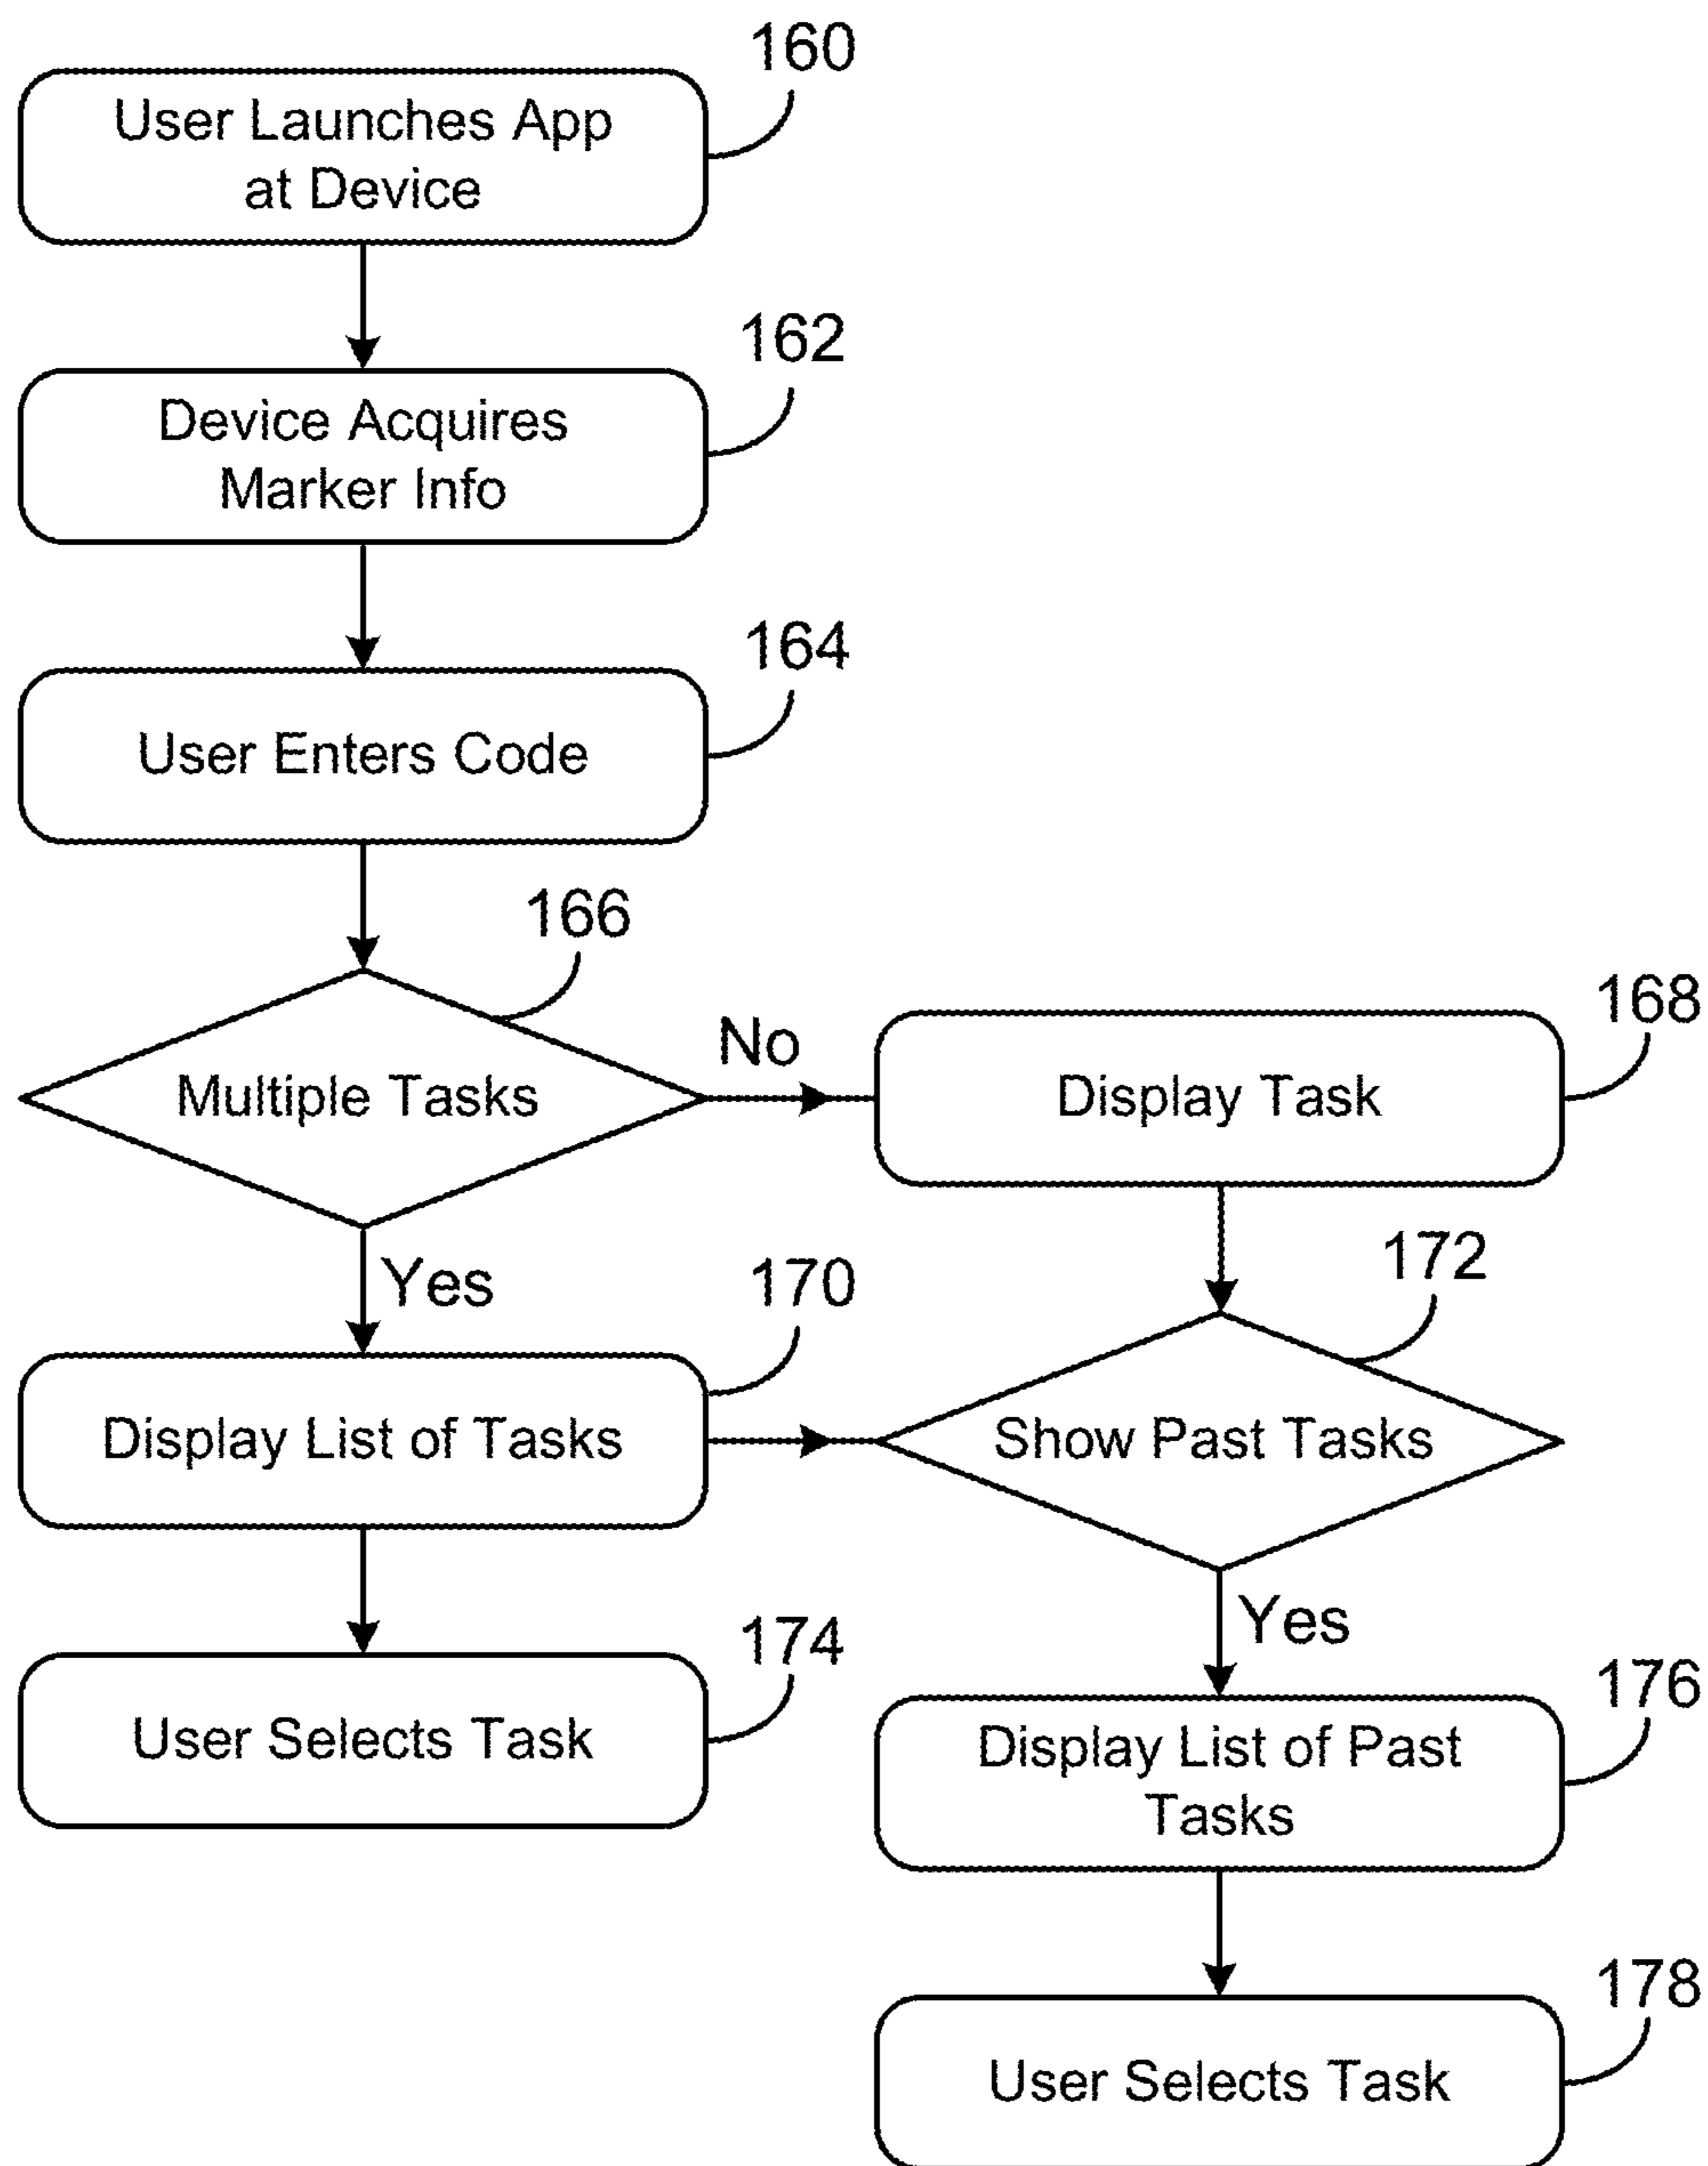 160
User Launches App
at Device
162
Device Acquires
Marker Info
164
User Enters Code
166
Multiple Tasks
No
168
Display Task
Yes
170
Display List of Tasks
172
Show Past Tasks
174
User Selects Task
Yes
176
Display List of Past
Tasks
178
User Selects Task